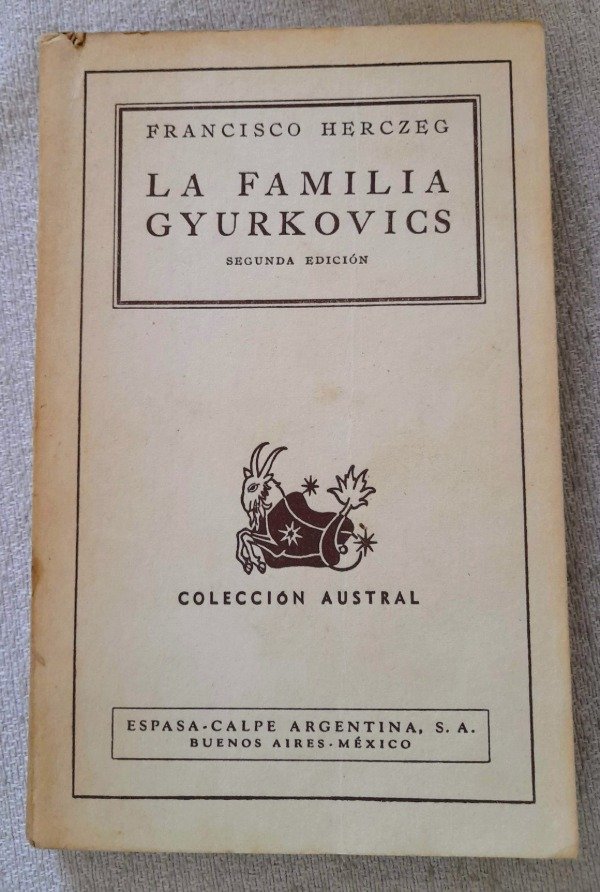 FRANCISCO HERCZEG
LA FAMILIA
GYURKOVICS
SEGUNDA EDICIÓN
COLECCIÓN AUSTRAL
ESPASA-CALPE ARGENTINA, S. A.
BUENOS AIRES-MÉXICO